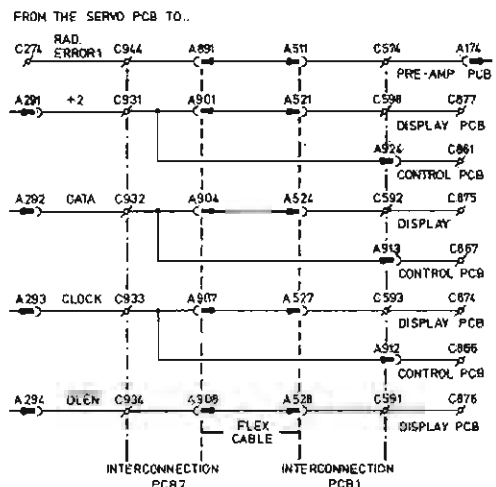 FROM THE SERVO PCB TO..
C274 RAD. ERROR1 C944 A891 A511 C574 A174
PRE-AMP PCB
A291 +2 C931 A901 A521 C598 C877
DISPLAY PCB
A924 C861
CONTROL PCB
A292 DATA C932 A904 A524 C592 C875
DISPLAY
A913 C867
CONTROL PCB
A293 CLOCK C933 A907 A527 C593 C874
DISPLAY PCB
A912 C866
CONTROL PCB
A294 DLEN C934 A908 A528 C591 C876
DISPLAY PCB
FLEX
CABLE
INTERCONNECTION INTERCONNECTION
PCB7 PCB1